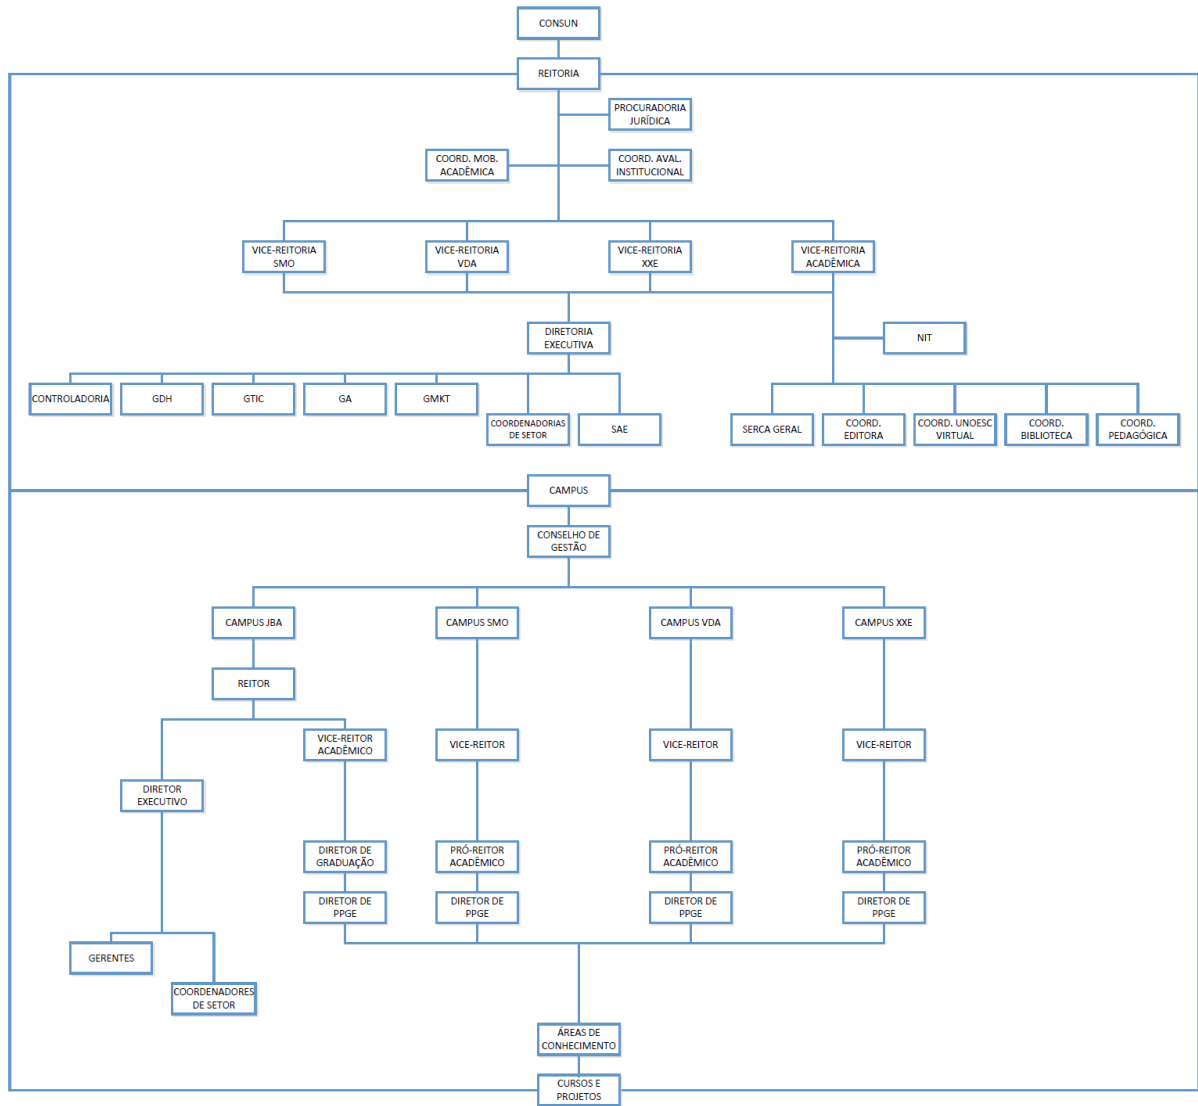 CONSUN
REITORIA
PROCURADORIA
JURÍDICA
COORD. MOB.
ACADÊMICA
COORD. AVAL.
INSTITUCIONAL
VICE-REITORIA
SMO
VICE-REITORIA
VDA
VICE-REITORIA
XXE
VICE-REITORIA
ACADÊMICA
DIRETORIA
EXECUTIVA
NIT
CONTROLADORIA
GDH
GTIC
GA
GMKT
COORDENADORIAS
DE SETOR
SAE
SERCA GERAL
COORD.
EDITORA
COORD. UNOESC
VIRTUAL
COORD.
BIBLIOTECA
COORD.
PEDAGÓGICA
CAMPUS
CONSELHO DE
GESTÃO
CAMPUS JBA
CAMPUS SMO
CAMPUS VDA
CAMPUS XXE
REITOR
VICE-REITOR
ACADÊMICO
VICE-REITOR
VICE-REITOR
VICE-REITOR
DIRETOR
EXECUTIVO
DIRETOR DE
GRADUAÇÃO
PRÓ-REITOR
ACADÊMICO
PRÓ-REITOR
ACADÊMICO
PRÓ-REITOR
ACADÊMICO
DIRETOR DE
PPGE
DIRETOR DE
PPGE
DIRETOR DE
PPGE
DIRETOR DE
PPGE
GERENTES
COORDENADORES
DE SETOR
ÁREAS DE
CONHECIMENTO
CURSOS E
PROJETOS